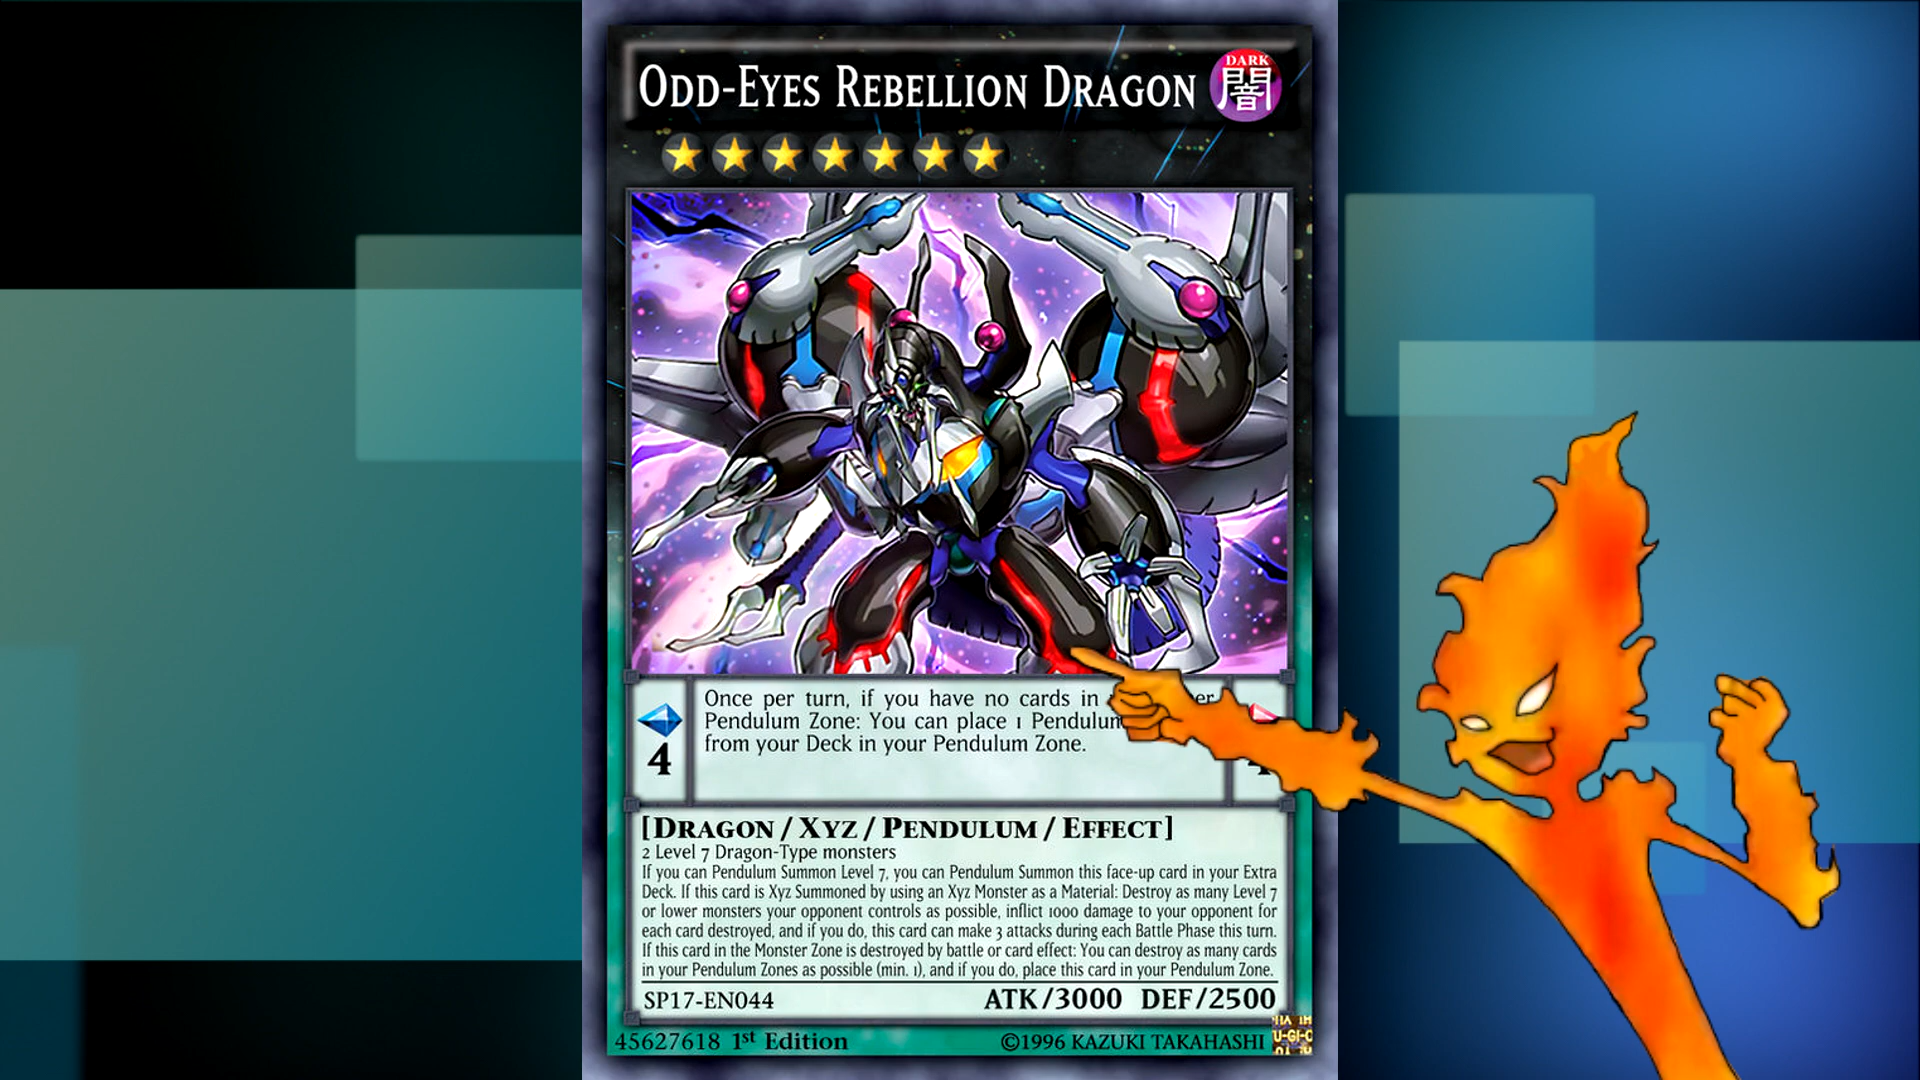 ODD-EYES REBELLION DRAGON
DARK
闇
Once per turn, if you have no cards in
Pendulum Zone: You can place 1 Pendulum
from your Deck in your Pendulum Zone.
4
[DRAGON / XYZ / PENDULUM / EFFECT]
2 Level 7 Dragon-Type monsters
If you can Pendulum Summon Level 7, you can Pendulum Summon this face-up card in your Extra
Deck. If this card is Xyz Summoned by using an Xyz Monster as a Material: Destroy as many Level 7
or lower monsters your opponent controls as possible, inflict 1000 damage to your opponent for
each card destroyed, and if you do, this card can make 3 attacks during each Battle Phase this turn.
If this card in the Monster Zone is destroyed by battle or card effect: You can destroy as many cards
in your Pendulum Zones as possible (min. 1), and if you do, place this card in your Pendulum Zone.
SP17-EN044 ATK/3000 DEF/2500
45627618 1st Edition ©1996 KAZUKI TAKAHASHI